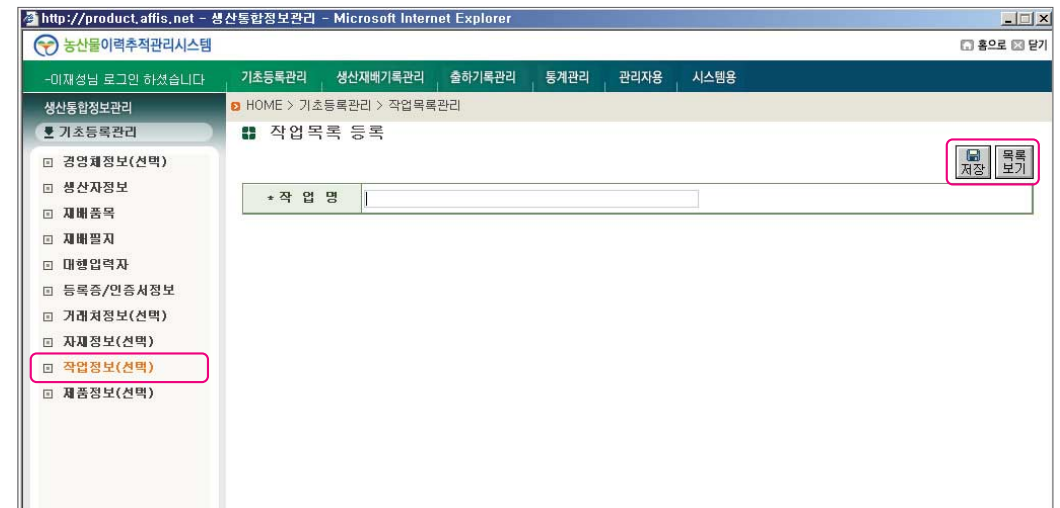 http://product.affis.net - 생산통합정보관리 - Microsoft Internet Explorer
농산물이력추적관리시스템
홈으로 닫기
-이재성님 로그인 하셨습니다
기초등록관리 생산재배기록관리 출하기록관리 통계관리 관리자용 시스템용
생산통합정보관리
HOME > 기초등록관리 > 작업목록관리
기초등록관리
작업목록 등록
저장
목록
보기
*작 업 명
경영체정보(선택)
생산자정보
재배품목
재배필지
대행입력자
등록증/인증서정보
거래처정보(선택)
자재정보(선택)
작업정보(선택)
제품정보(선택)